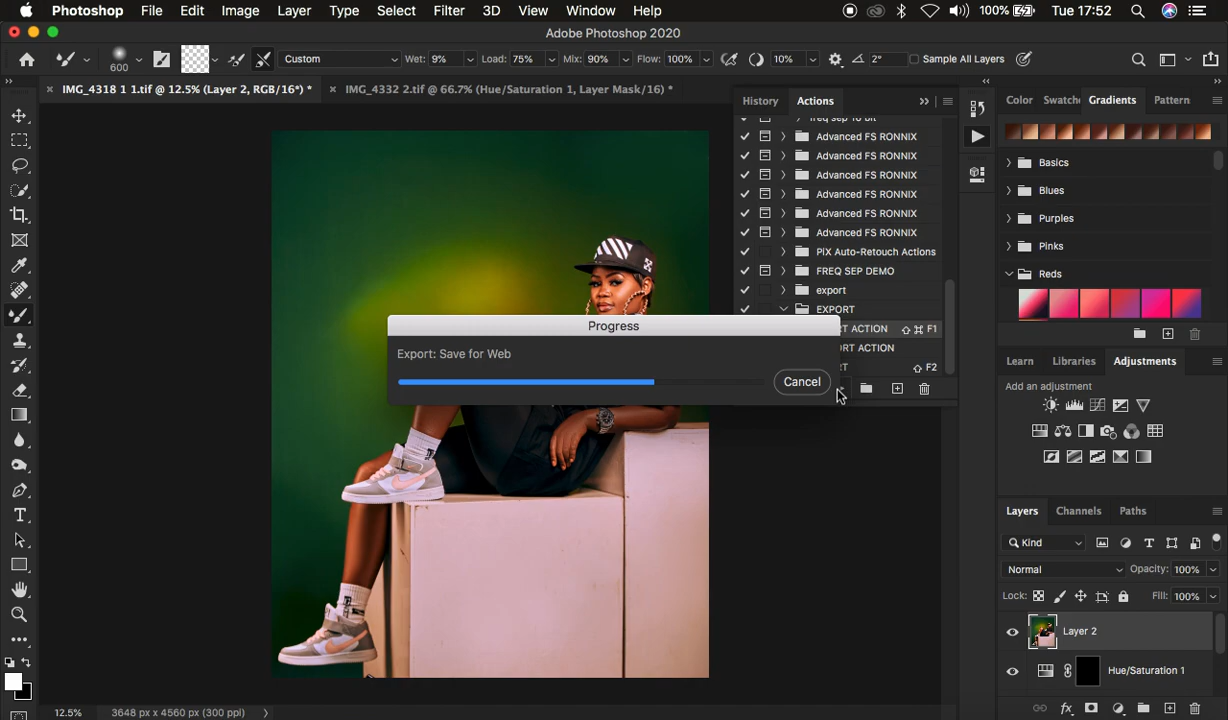 Photoshop File Edit Image Layer Type Select Filter 3D View Window Help 100% Tue 17:52
Adobe Photoshop 2020
600 Custom Wet: 9% Load: 75% Mix: 90% Flow: 100% 10% 2° Sample All Layers
IMG_4318 1 1.tif @ 12.5% (Layer 2, RGB/16*) * IMG_4332 2.tif @ 66.7% (Hue/Saturation 1, Layer Mask/16) *
History Actions
freq sep 16 bit
Advanced FS RONNIX
Advanced FS RONNIX
Advanced FS RONNIX
Advanced FS RONNIX
Advanced FS RONNIX
Advanced FS RONNIX
PIX Auto-Retouch Actions
FREQ SEP DEMO
export
EXPORT
RT ACTION F1
ORT ACTION
RT F2
Progress
Export: Save for Web
Cancel
Color Swatche Gradients Pattern
Basics
Blues
Purples
Pinks
Reds
Learn Libraries Adjustments
Add an adjustment
Layers Channels Paths
Kind
Normal Opacity: 100%
Lock: Fill: 100%
Layer 2
Hue/Saturation 1
12.5% 3648 px x 4560 px (300 ppi)